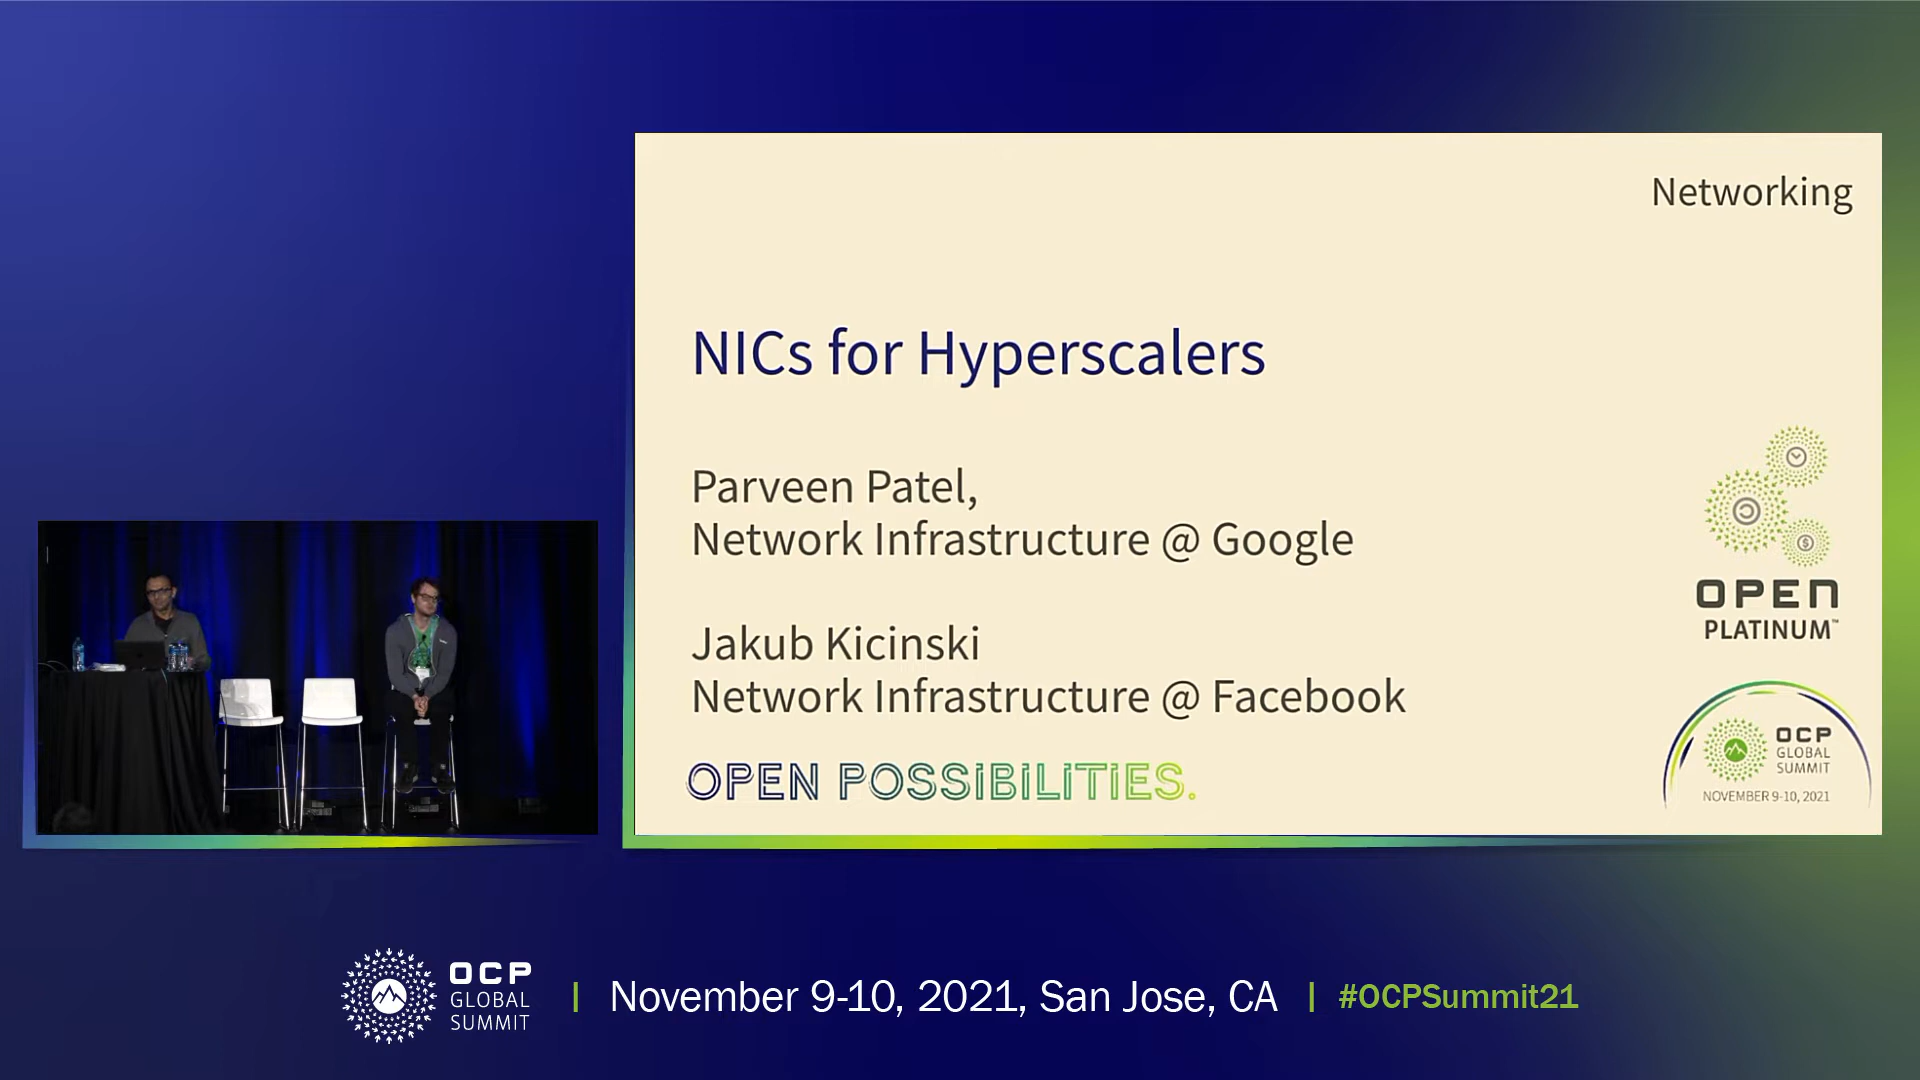 Networking
NICs for Hyperscalers
Parveen Patel,
Network Infrastructure @ Google
Jakub Kicinski
Network Infrastructure @ Facebook
OPEN POSSIBILITIES.
OPEN
PLATINUM™
OCP
GLOBAL
SUMMIT
NOVEMBER 9-10, 2021
OCP
GLOBAL
SUMMIT
| November 9-10, 2021, San Jose, CA | #OCPSummit21